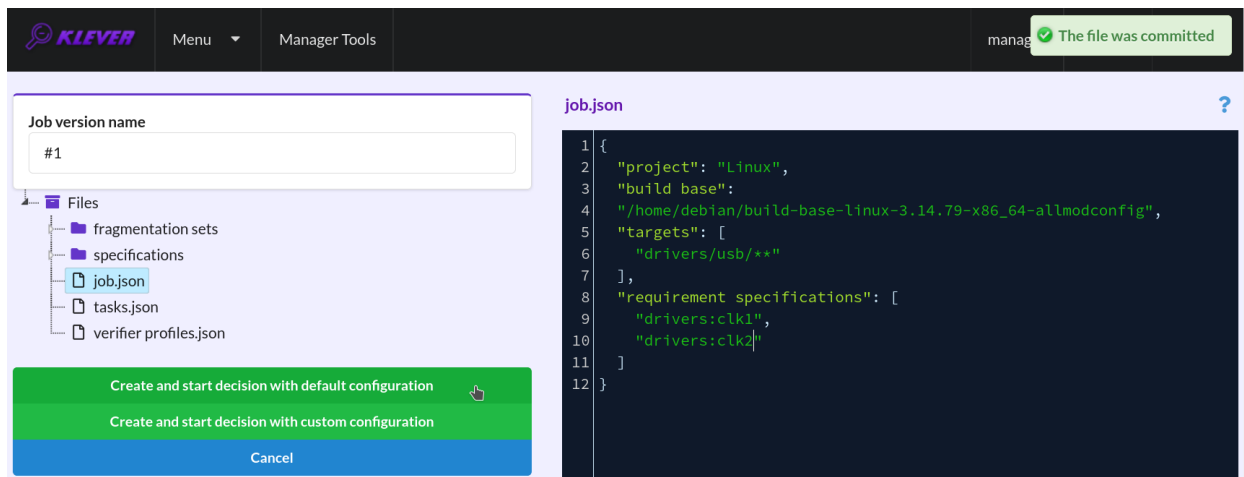 KLEVER
Menu
Manager Tools
manag
The file was committed
Job version name
#1
Files
fragmentation sets
specifications
job.json
tasks.json
verifier profiles.json
Create and start decision with default configuration
Create and start decision with custom configuration
Cancel
job.json
?
1 {
2 "project": "Linux",
3 "build base":
4 "/home/debian/build-base-linux-3.14.79-x86_64-allmodconfig",
5 "targets": [
6 "drivers/usb/**"
7 ],
8 "requirement specifications": [
9 "drivers:clk1",
10 "drivers:clk2"
11 ]
12 }